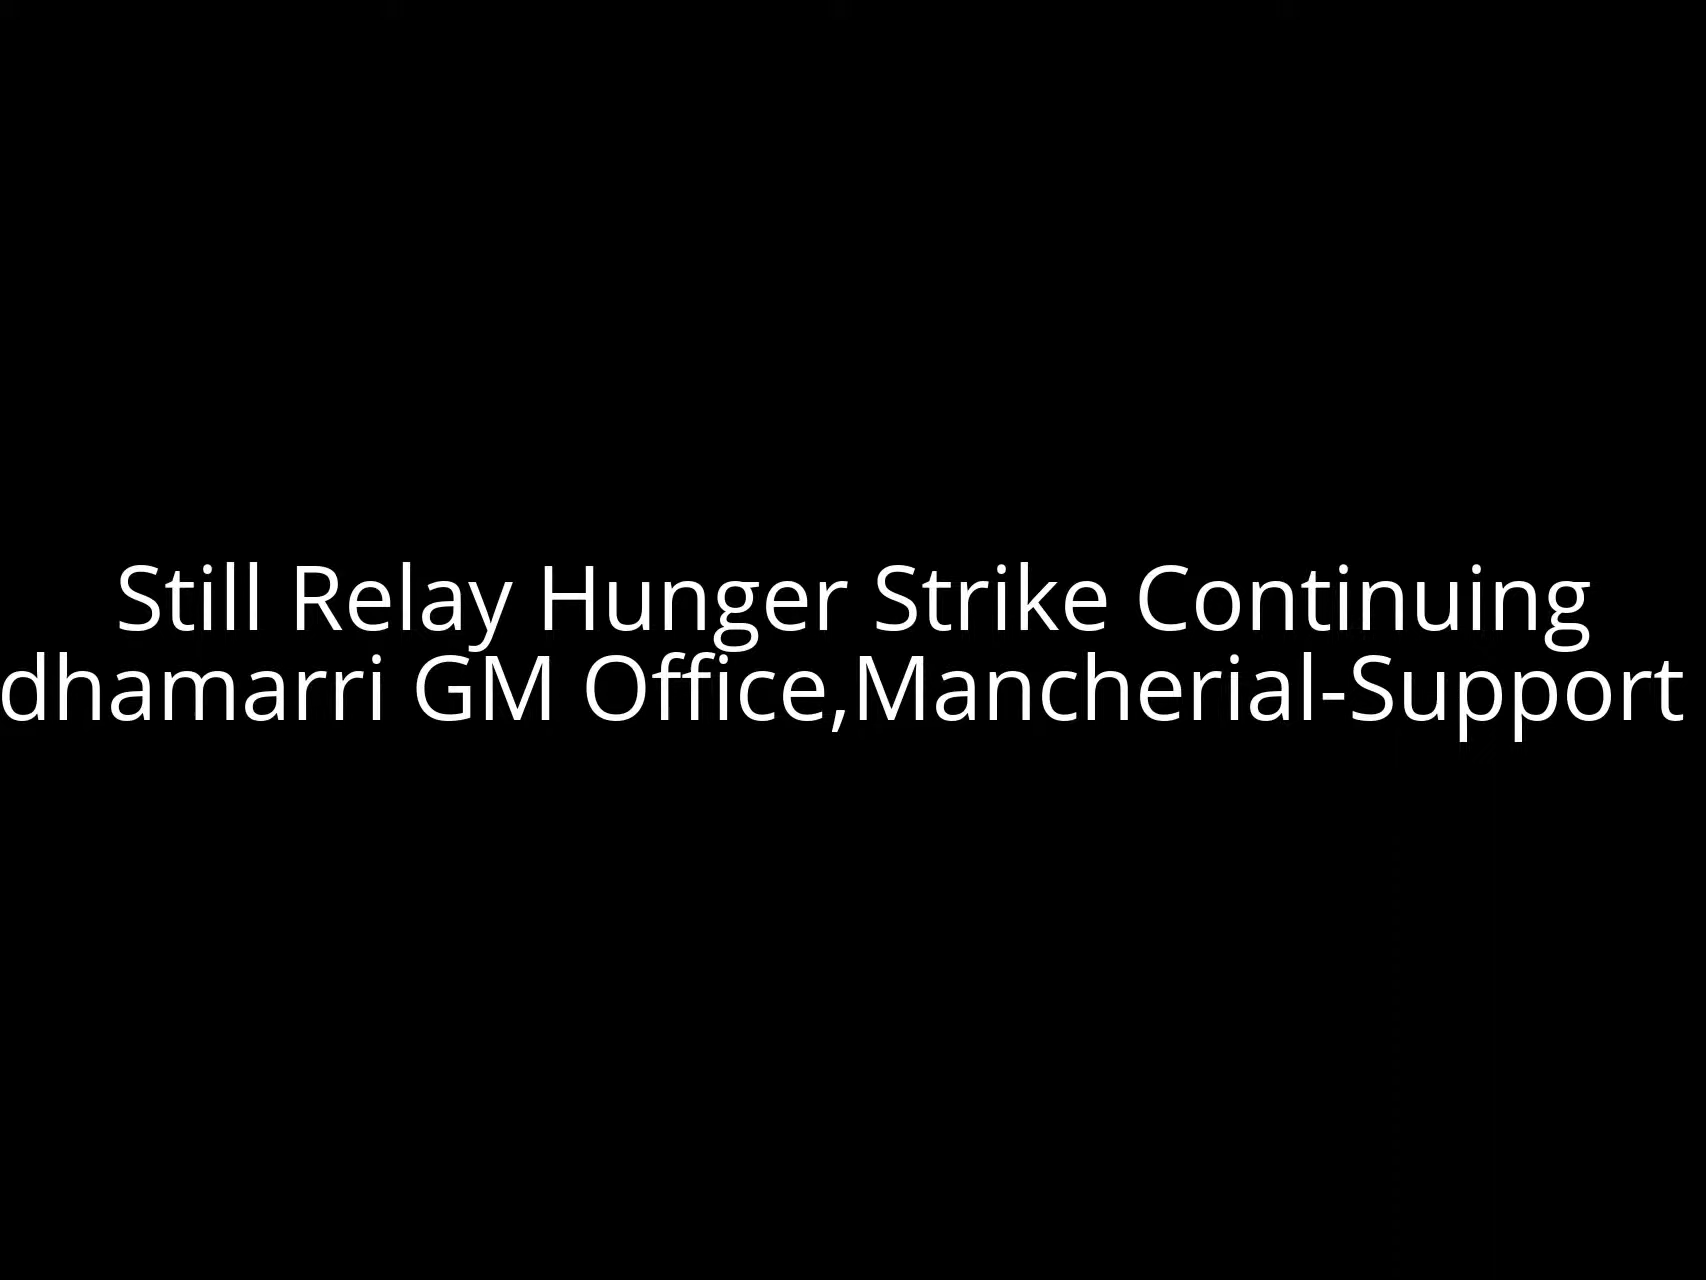 Still Relay Hunger Strike Continuing
dhamarri GM Office,Mancherial-Support